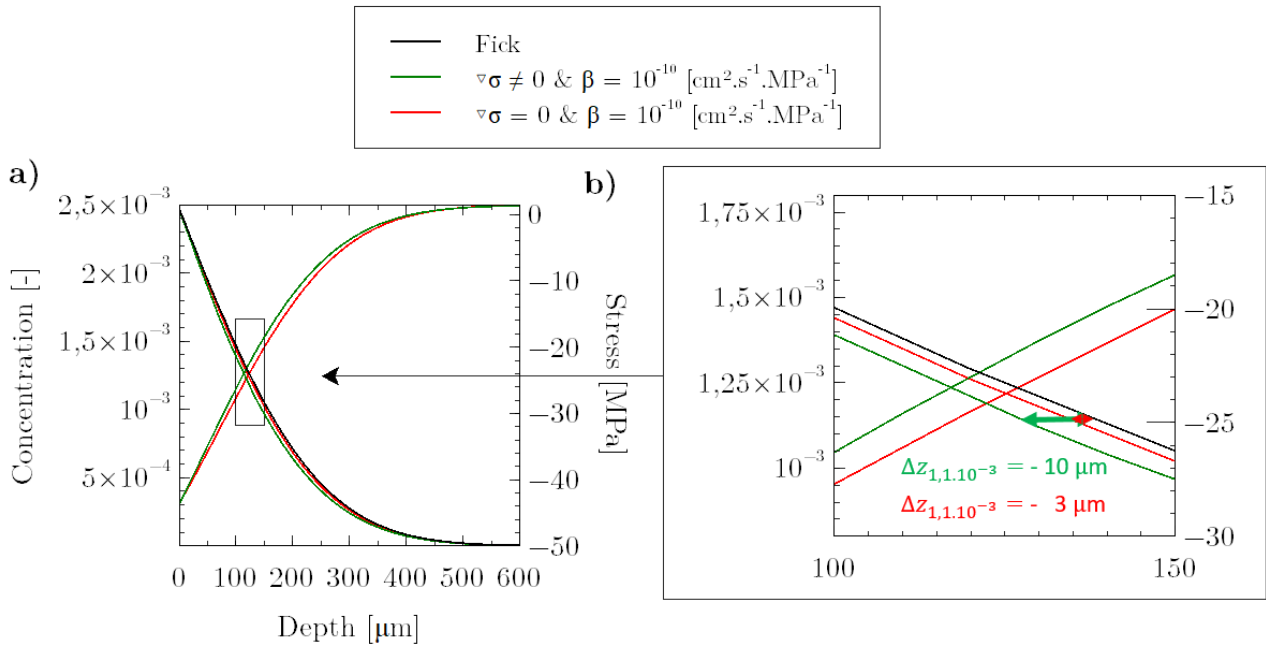 Fick
▿σ ≠ 0 & β = 10⁻¹⁰ [cm².s⁻¹.MPa⁻¹]
▿σ = 0 & β = 10⁻¹⁰ [cm².s⁻¹.MPa⁻¹]
a)
Concentration [-]
2,5×10⁻³
2×10⁻³
1,5×10⁻³
10⁻³
5×10⁻⁴
0
−10
−20
−30
−40
−50
Stress [MPa]
0 100 200 300 400 500 600
Depth [μm]
b)
1,75×10⁻³
1,5×10⁻³
1,25×10⁻³
10⁻³
−15
−20
−25
−30
Δz₁,₁.₁₀⁻³ = - 10 μm
Δz₁,₁.₁₀⁻³ = - 3 μm
100 150